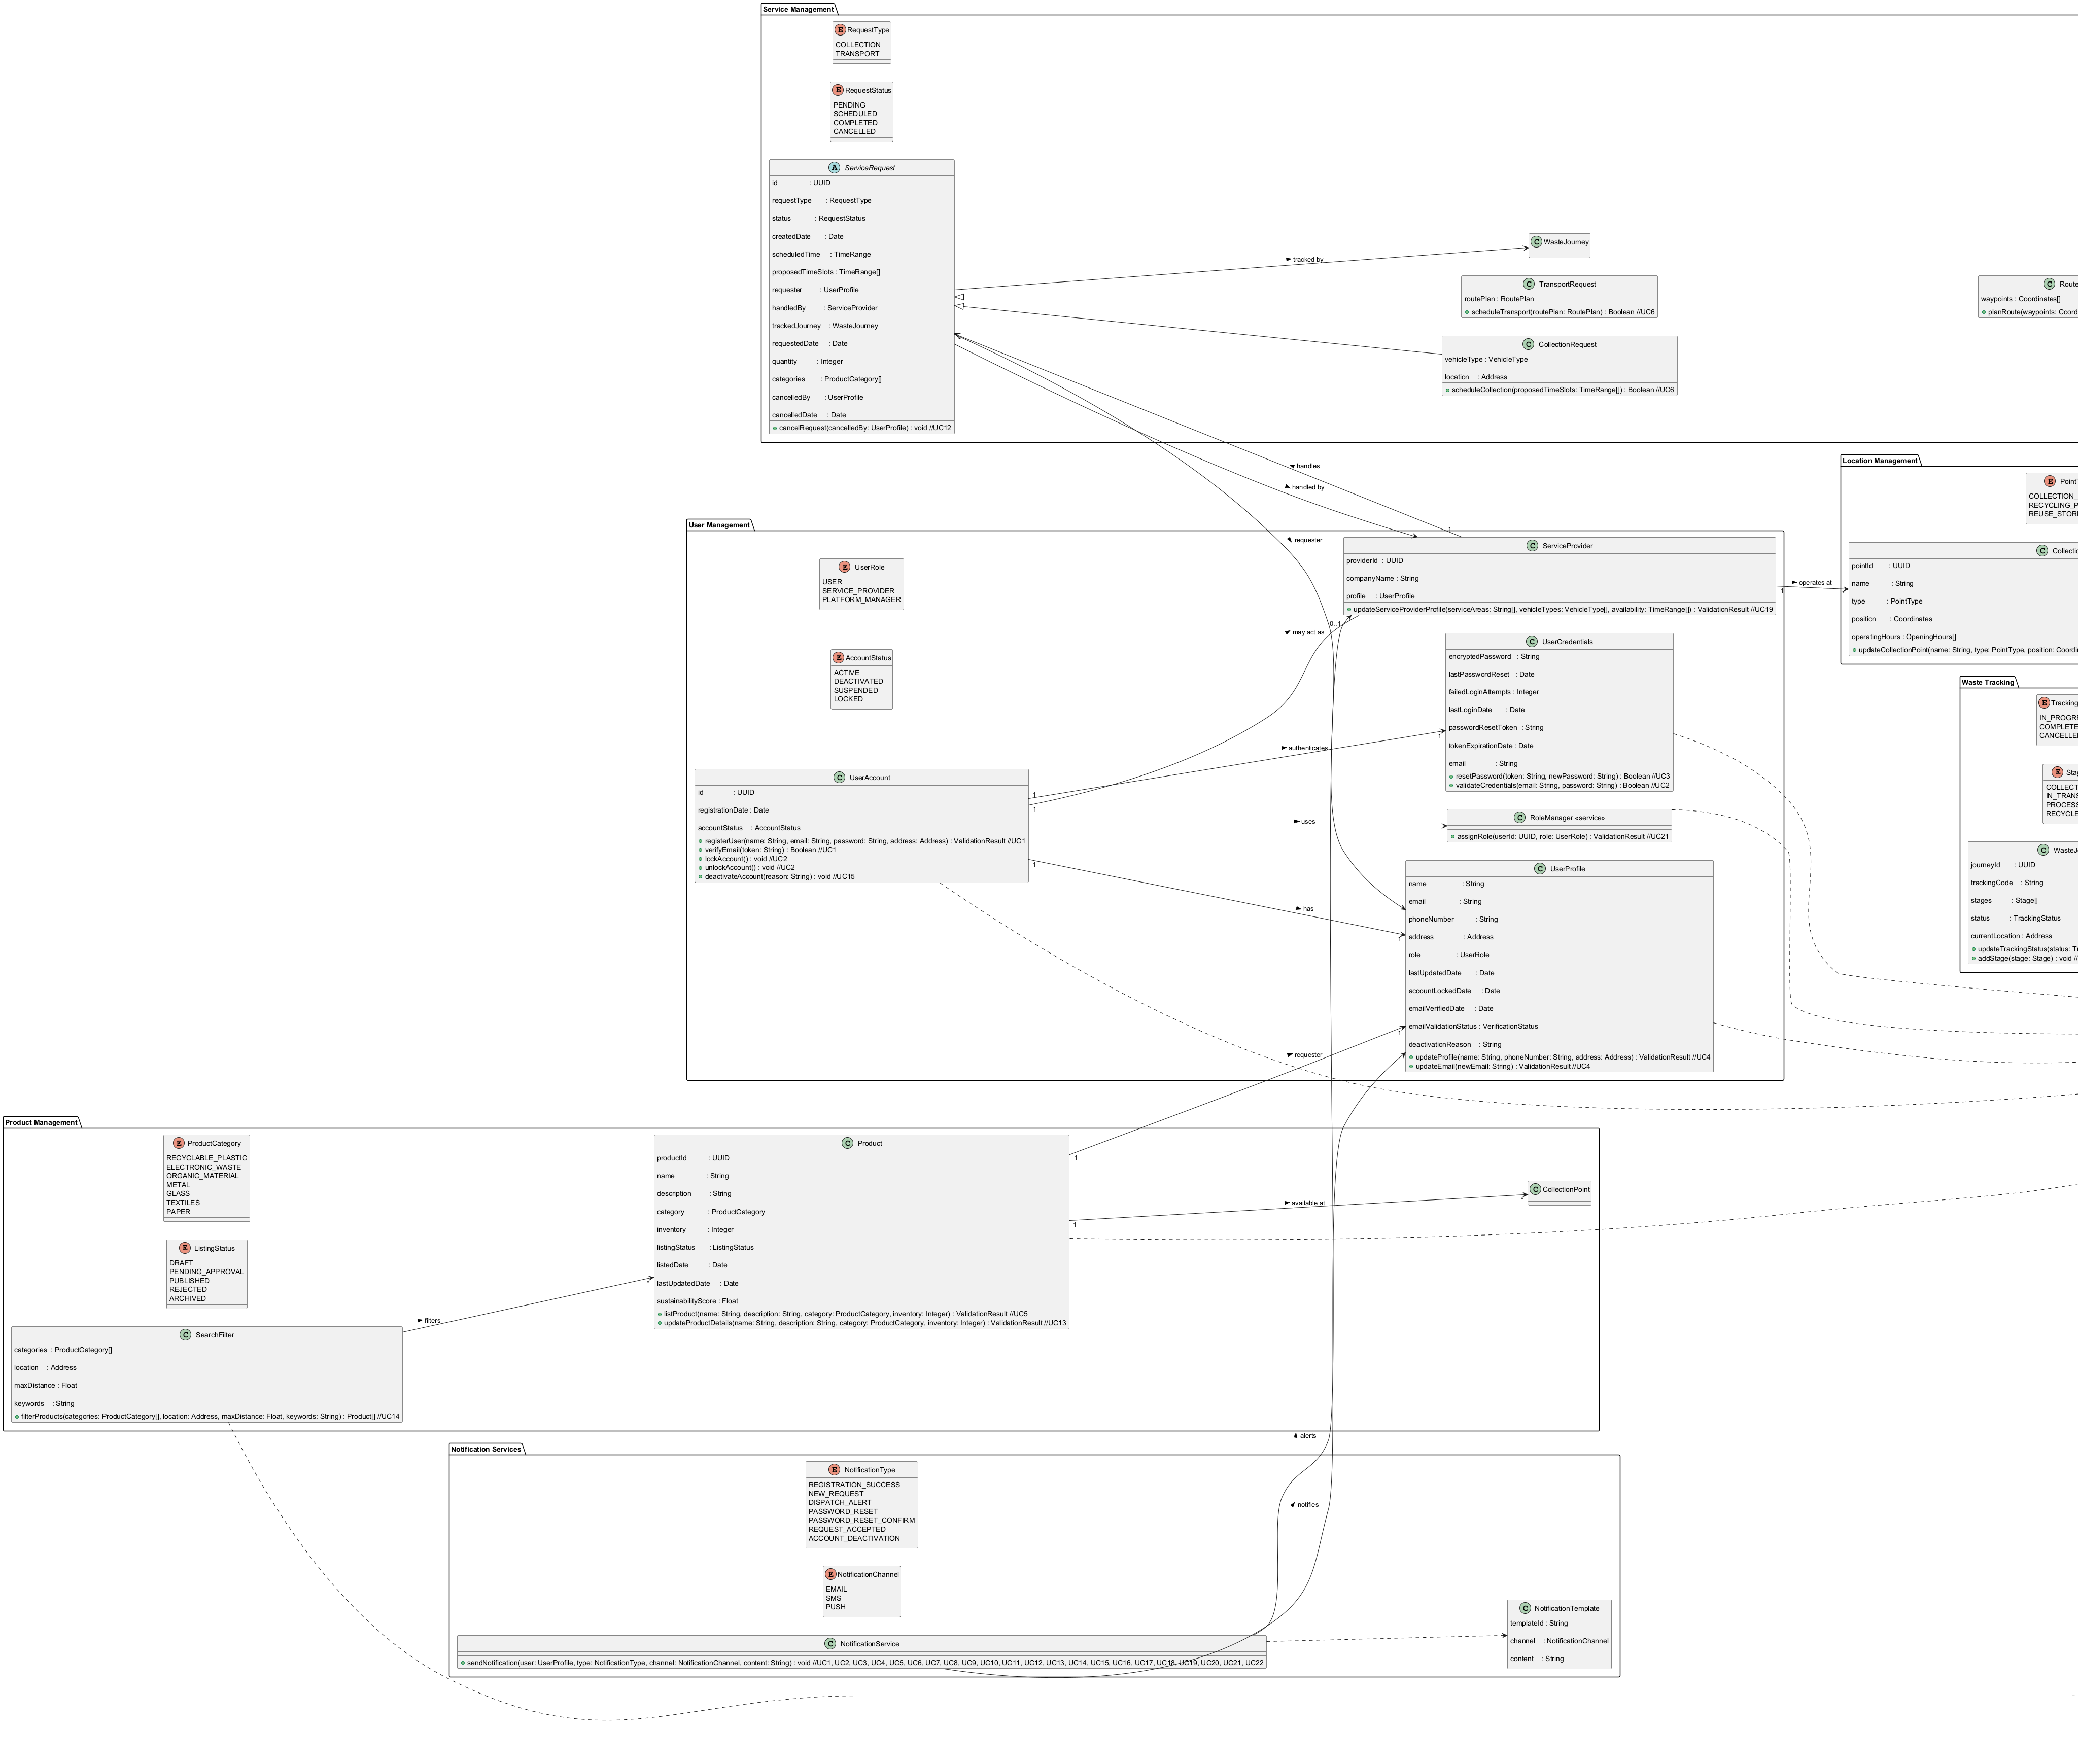 Service Management
RequestType
COLLECTION
TRANSPORT
RequestStatus
PENDING
SCHEDULED
COMPLETED
CANCELLED
ServiceRequest
id : UUID
requestType : RequestType
status : RequestStatus
createdDate : Date
scheduledTime : TimeRange
proposedTimeSlots : TimeRange[]
requester : UserProfile
handledBy : ServiceProvider
trackedJourney : WasteJourney
requestedDate : Date
quantity : Integer
categories : ProductCategory[]
cancelledBy : UserProfile
cancelledDate : Date
cancelRequest(cancelledBy: UserProfile) : void //UC12
tracked by
WasteJourney
TransportRequest
routePlan : RoutePlan
scheduleTransport(routePlan: RoutePlan) : Boolean //UC6
Route
waypoints : Coordinates[]
planRoute(waypoints: Coord
CollectionRequest
vehicleType : VehicleType
location : Address
scheduleCollection(proposedTimeSlots: TimeRange[]) : Boolean //UC6
*
handles
handled by
requester
1
Location Management
PointT
COLLECTION_
RECYCLING_P
REUSE_STORE
Collectio
pointId : UUID
name : String
type : PointType
position : Coordinates
operatingHours : OpeningHours[]
updateCollectionPoint(name: String, type: PointType, position: Coordi
User Management
UserRole
USER
SERVICE_PROVIDER
PLATFORM_MANAGER
AccountStatus
ACTIVE
DEACTIVATED
SUSPENDED
LOCKED
ServiceProvider
providerId : UUID
companyName : String
profile : UserProfile
updateServiceProviderProfile(serviceAreas: String[], vehicleTypes: VehicleType[], availability: TimeRange[]) : ValidationResult //UC19
operates at
1
*
may act as
0..1
UserCredentials
encryptedPassword : String
lastPasswordReset : Date
failedLoginAttempts : Integer
lastLoginDate : Date
passwordResetToken : String
tokenExpirationDate : Date
email : String
resetPassword(token: String, newPassword: String) : Boolean //UC3
validateCredentials(email: String, password: String) : Boolean //UC2
authenticates
1
UserAccount
id : UUID
registrationDate : Date
accountStatus : AccountStatus
registerUser(name: String, email: String, password: String, address: Address) : ValidationResult //UC1
verifyEmail(token: String) : Boolean //UC1
lockAccount() : void //UC2
unlockAccount() : void //UC2
deactivateAccount(reason: String) : void //UC15
1
1
1
uses
RoleManager «service»
assignRole(userId: UUID, role: UserRole) : ValidationResult //UC21
has
1
UserProfile
name : String
email : String
phoneNumber : String
address : Address
role : UserRole
lastUpdatedDate : Date
accountLockedDate : Date
emailVerifiedDate : Date
emailValidationStatus : VerificationStatus
deactivationReason : String
updateProfile(name: String, phoneNumber: String, address: Address) : ValidationResult //UC4
updateEmail(newEmail: String) : ValidationResult //UC4
Waste Tracking
Tracking
IN_PROGRE
COMPLETE
CANCELLED
Stag
COLLECT
IN_TRANS
PROCESS
RECYCLE
WasteJo
journeyId : UUID
trackingCode : String
stages : Stage[]
status : TrackingStatus
currentLocation : Address
updateTrackingStatus(status: Tr
addStage(stage: Stage) : void //
Product Management
ProductCategory
RECYCLABLE_PLASTIC
ELECTRONIC_WASTE
ORGANIC_MATERIAL
METAL
GLASS
TEXTILES
PAPER
ListingStatus
DRAFT
PENDING_APPROVAL
PUBLISHED
REJECTED
ARCHIVED
SearchFilter
categories : ProductCategory[]
location : Address
maxDistance : Float
keywords : String
filterProducts(categories: ProductCategory[], location: Address, maxDistance: Float, keywords: String) : Product[] //UC14
filters
*
Product
productId : UUID
name : String
description : String
category : ProductCategory
inventory : Integer
listingStatus : ListingStatus
listedDate : Date
lastUpdatedDate : Date
sustainabilityScore : Float
listProduct(name: String, description: String, category: ProductCategory, inventory: Integer) : ValidationResult //UC5
updateProductDetails(name: String, description: String, category: ProductCategory, inventory: Integer) : ValidationResult //UC13
1
requester
1
1
available at
*
CollectionPoint
Notification Services
NotificationType
REGISTRATION_SUCCESS
NEW_REQUEST
DISPATCH_ALERT
PASSWORD_RESET
PASSWORD_RESET_CONFIRM
REQUEST_ACCEPTED
ACCOUNT_DEACTIVATION
NotificationChannel
EMAIL
SMS
PUSH
alerts
notifies
NotificationService
sendNotification(user: UserProfile, type: NotificationType, channel: NotificationChannel, content: String) : void //UC1, UC2, UC3, UC4, UC5, UC6, UC7, UC8, UC9, UC10, UC11, UC12, UC13, UC14, UC15, UC16, UC17, UC18, UC19, UC20, UC21, UC22
NotificationTemplate
templateId : String
channel : NotificationChannel
content : String